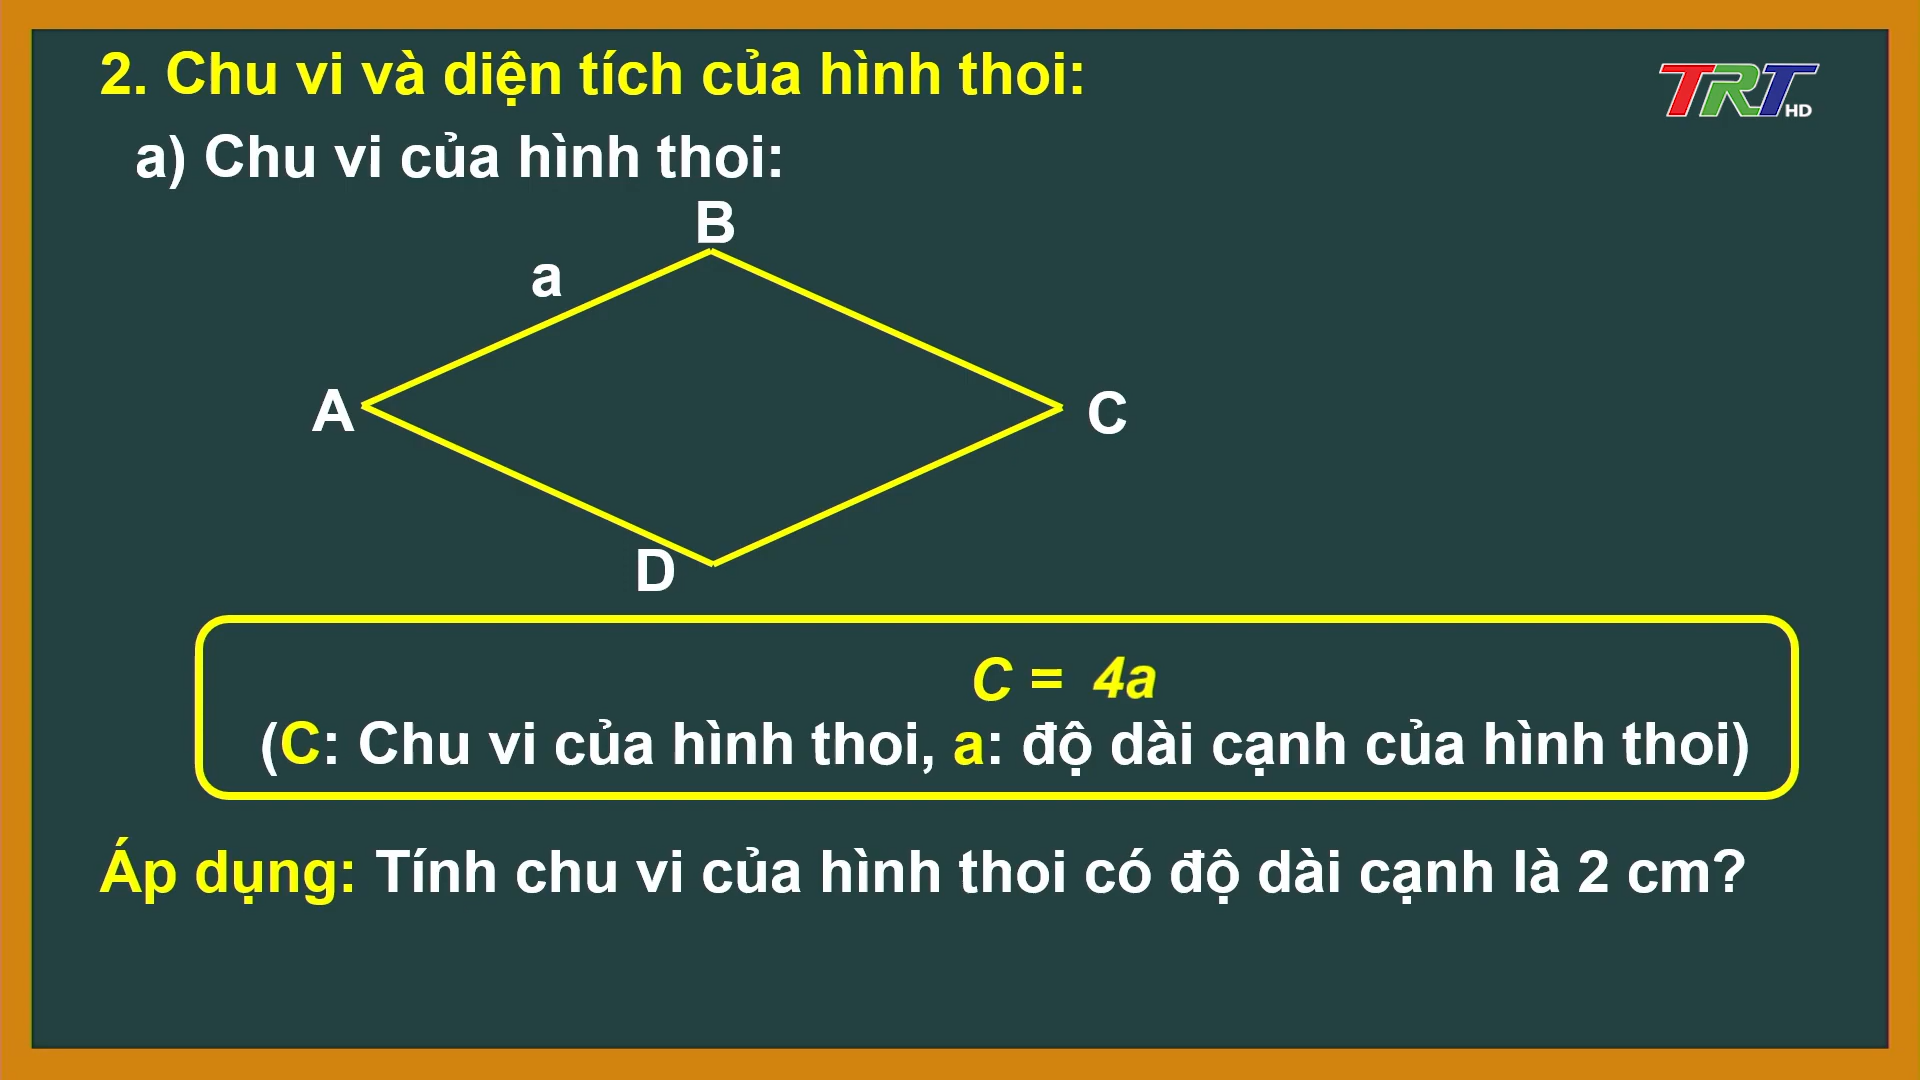 2. Chu vi và diện tích của hình thoi:
TRT HD
a) Chu vi của hình thoi:
B
a
A
C
D
C = 4a
(C: Chu vi của hình thoi, a: độ dài cạnh của hình thoi)
Áp dụng: Tính chu vi của hình thoi có độ dài cạnh là 2 cm?